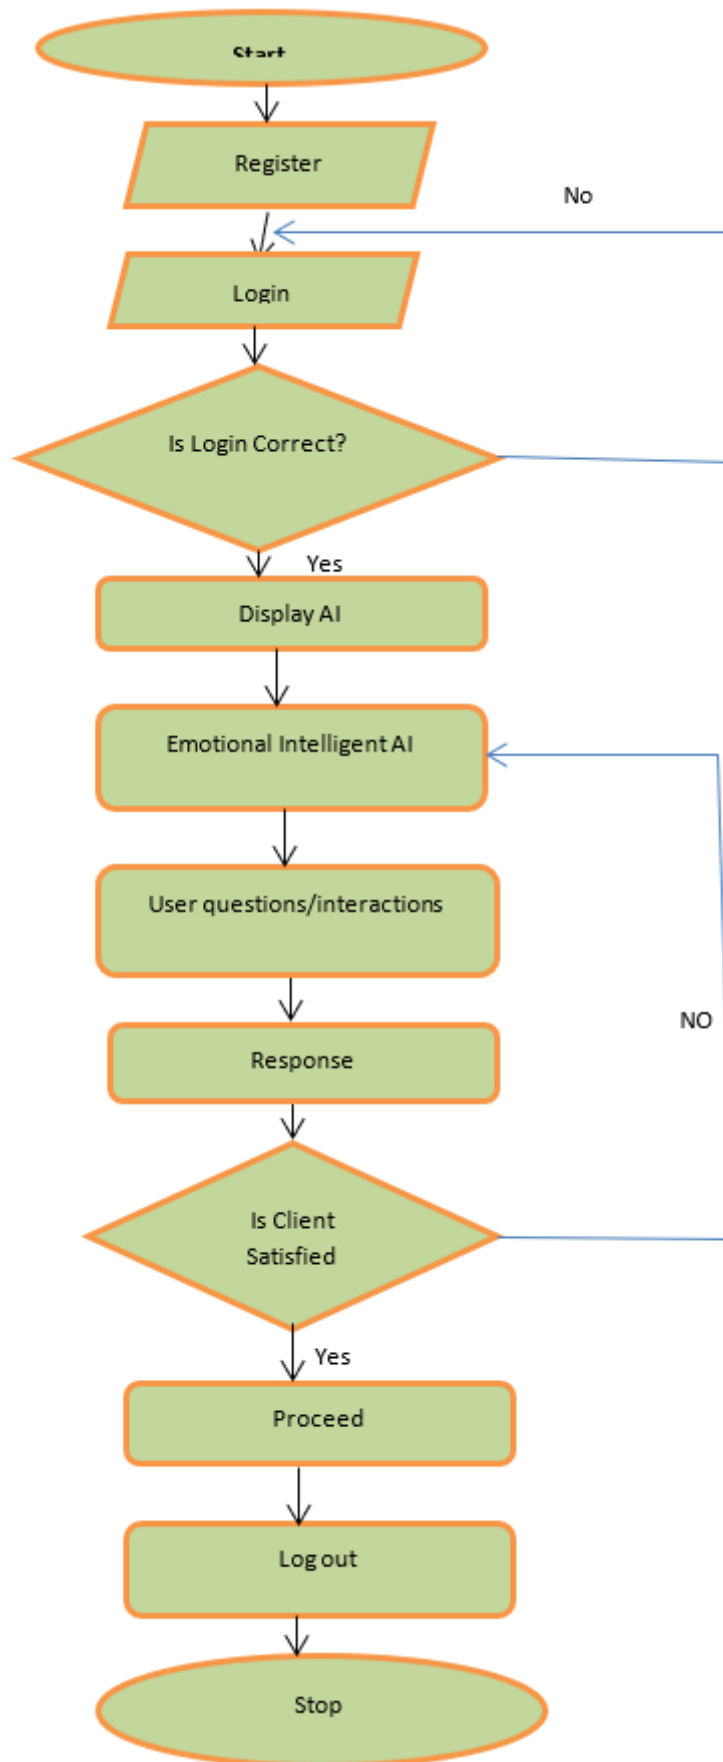 Start
Register
No
Login
Is Login Correct?
Yes
Display AI
Emotional Intelligent AI
User questions/interactions
NO
Response
Is Client
Satisfied
Yes
Proceed
Log out
Stop